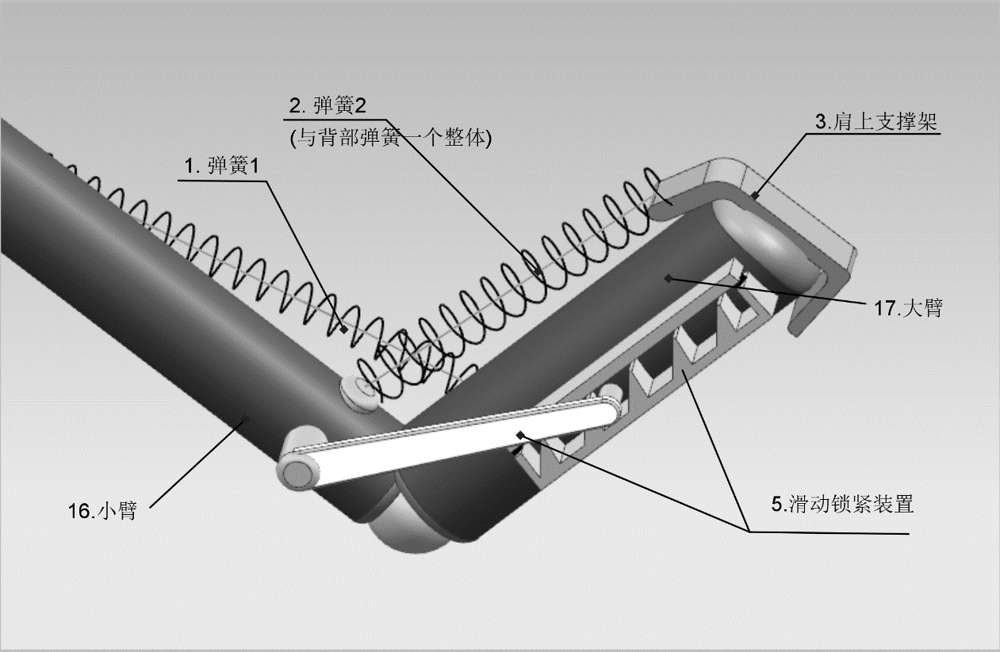 2. 弹簧2
(与背部弹簧一个整体)
3.肩上支撑架
1. 弹簧1
17.大臂
16.小臂
5.滑动锁紧装置